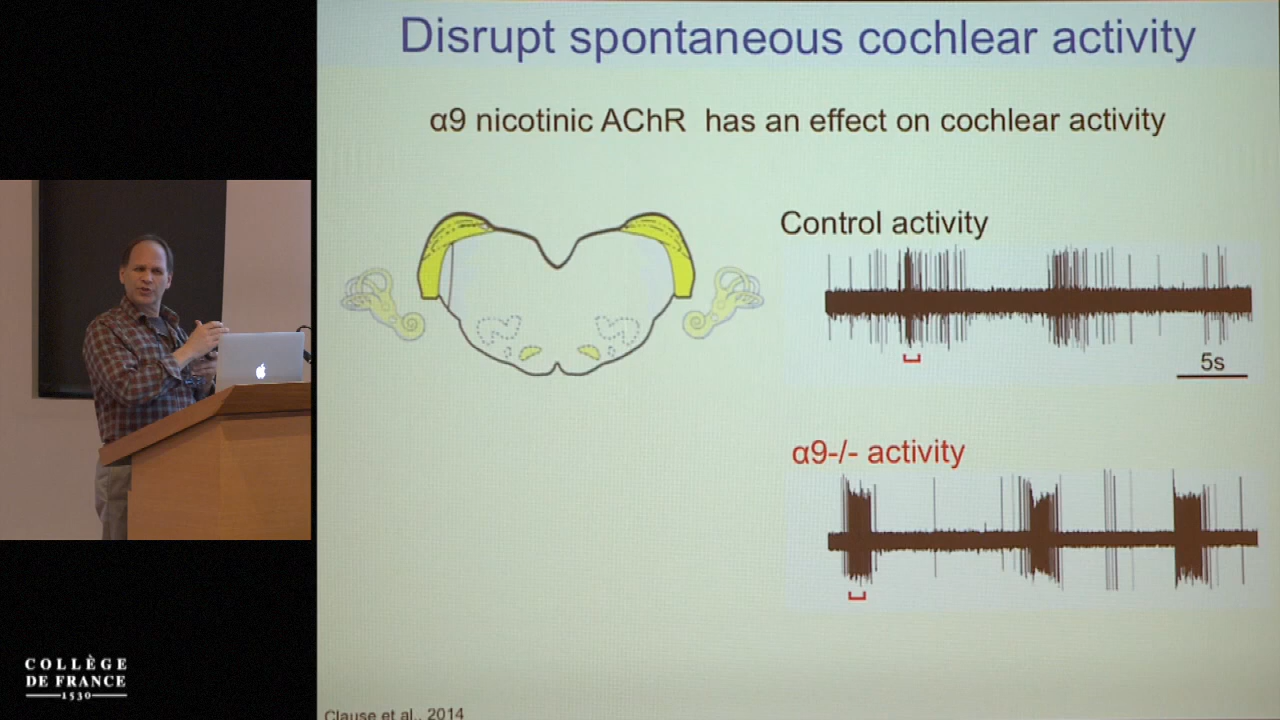 Disrupt spontaneous cochlear activity
α9 nicotinic AChR has an effect on cochlear activity
Control activity
5s
α9-/- activity
Clause et al., 2014
COLLÈGE
DE FRANCE
1530